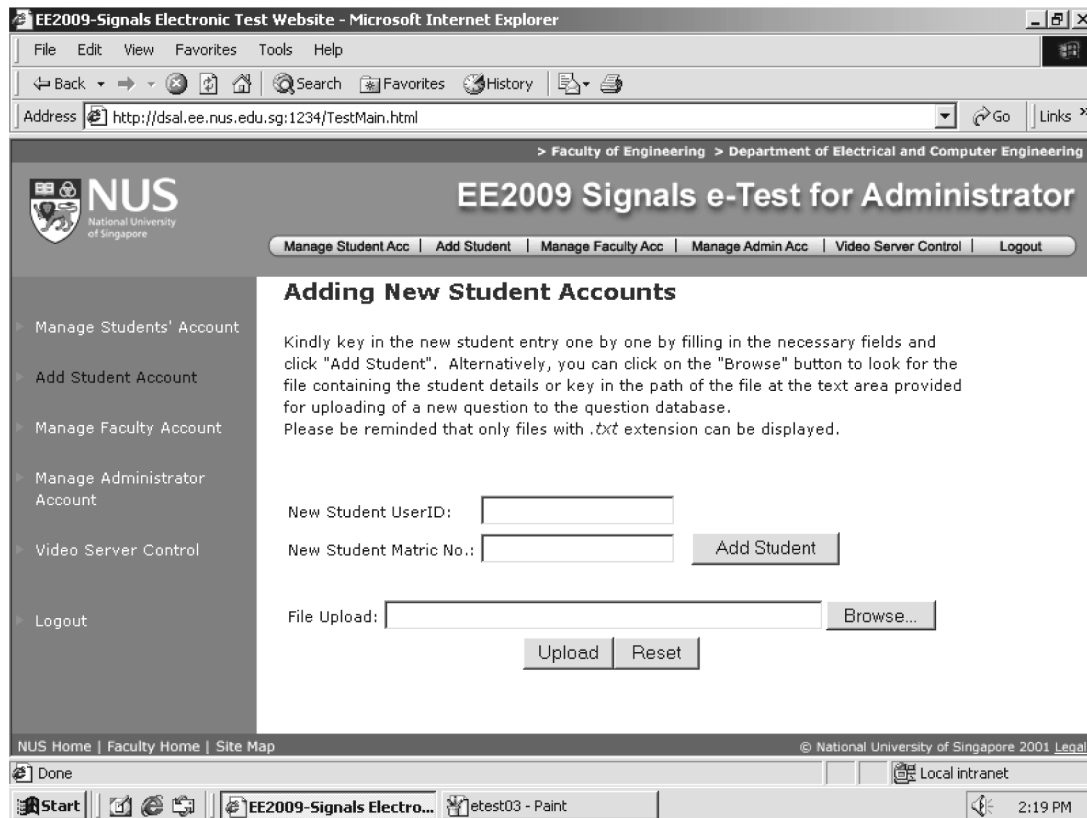 EE2009-Signals Electronic Test Website - Microsoft Internet Explorer
File Edit View Favorites Tools Help
Back Search Favorites History
Address http://dsal.ee.nus.edu.sg:1234/TestMain.html Go Links »
> Faculty of Engineering > Department of Electrical and Computer Engineering
NUS
National University
of Singapore
EE2009 Signals e-Test for Administrator
Manage Student Acc | Add Student | Manage Faculty Acc | Manage Admin Acc | Video Server Control | Logout
Manage Students' Account
Add Student Account
Manage Faculty Account
Manage Administrator
Account
Video Server Control
Logout
Adding New Student Accounts
Kindly key in the new student entry one by one by filling in the necessary fields and
click "Add Student". Alternatively, you can click on the "Browse" button to look for the
file containing the student details or key in the path of the file at the text area provided
for uploading of a new question to the question database.
Please be reminded that only files with .txt extension can be displayed.
New Student UserID:
New Student Matric No.: Add Student
File Upload: Browse...
Upload Reset
NUS Home | Faculty Home | Site Map © National University of Singapore 2001 Legal
Done Local intranet
Start EE2009-Signals Electro... etest03 - Paint 2:19 PM